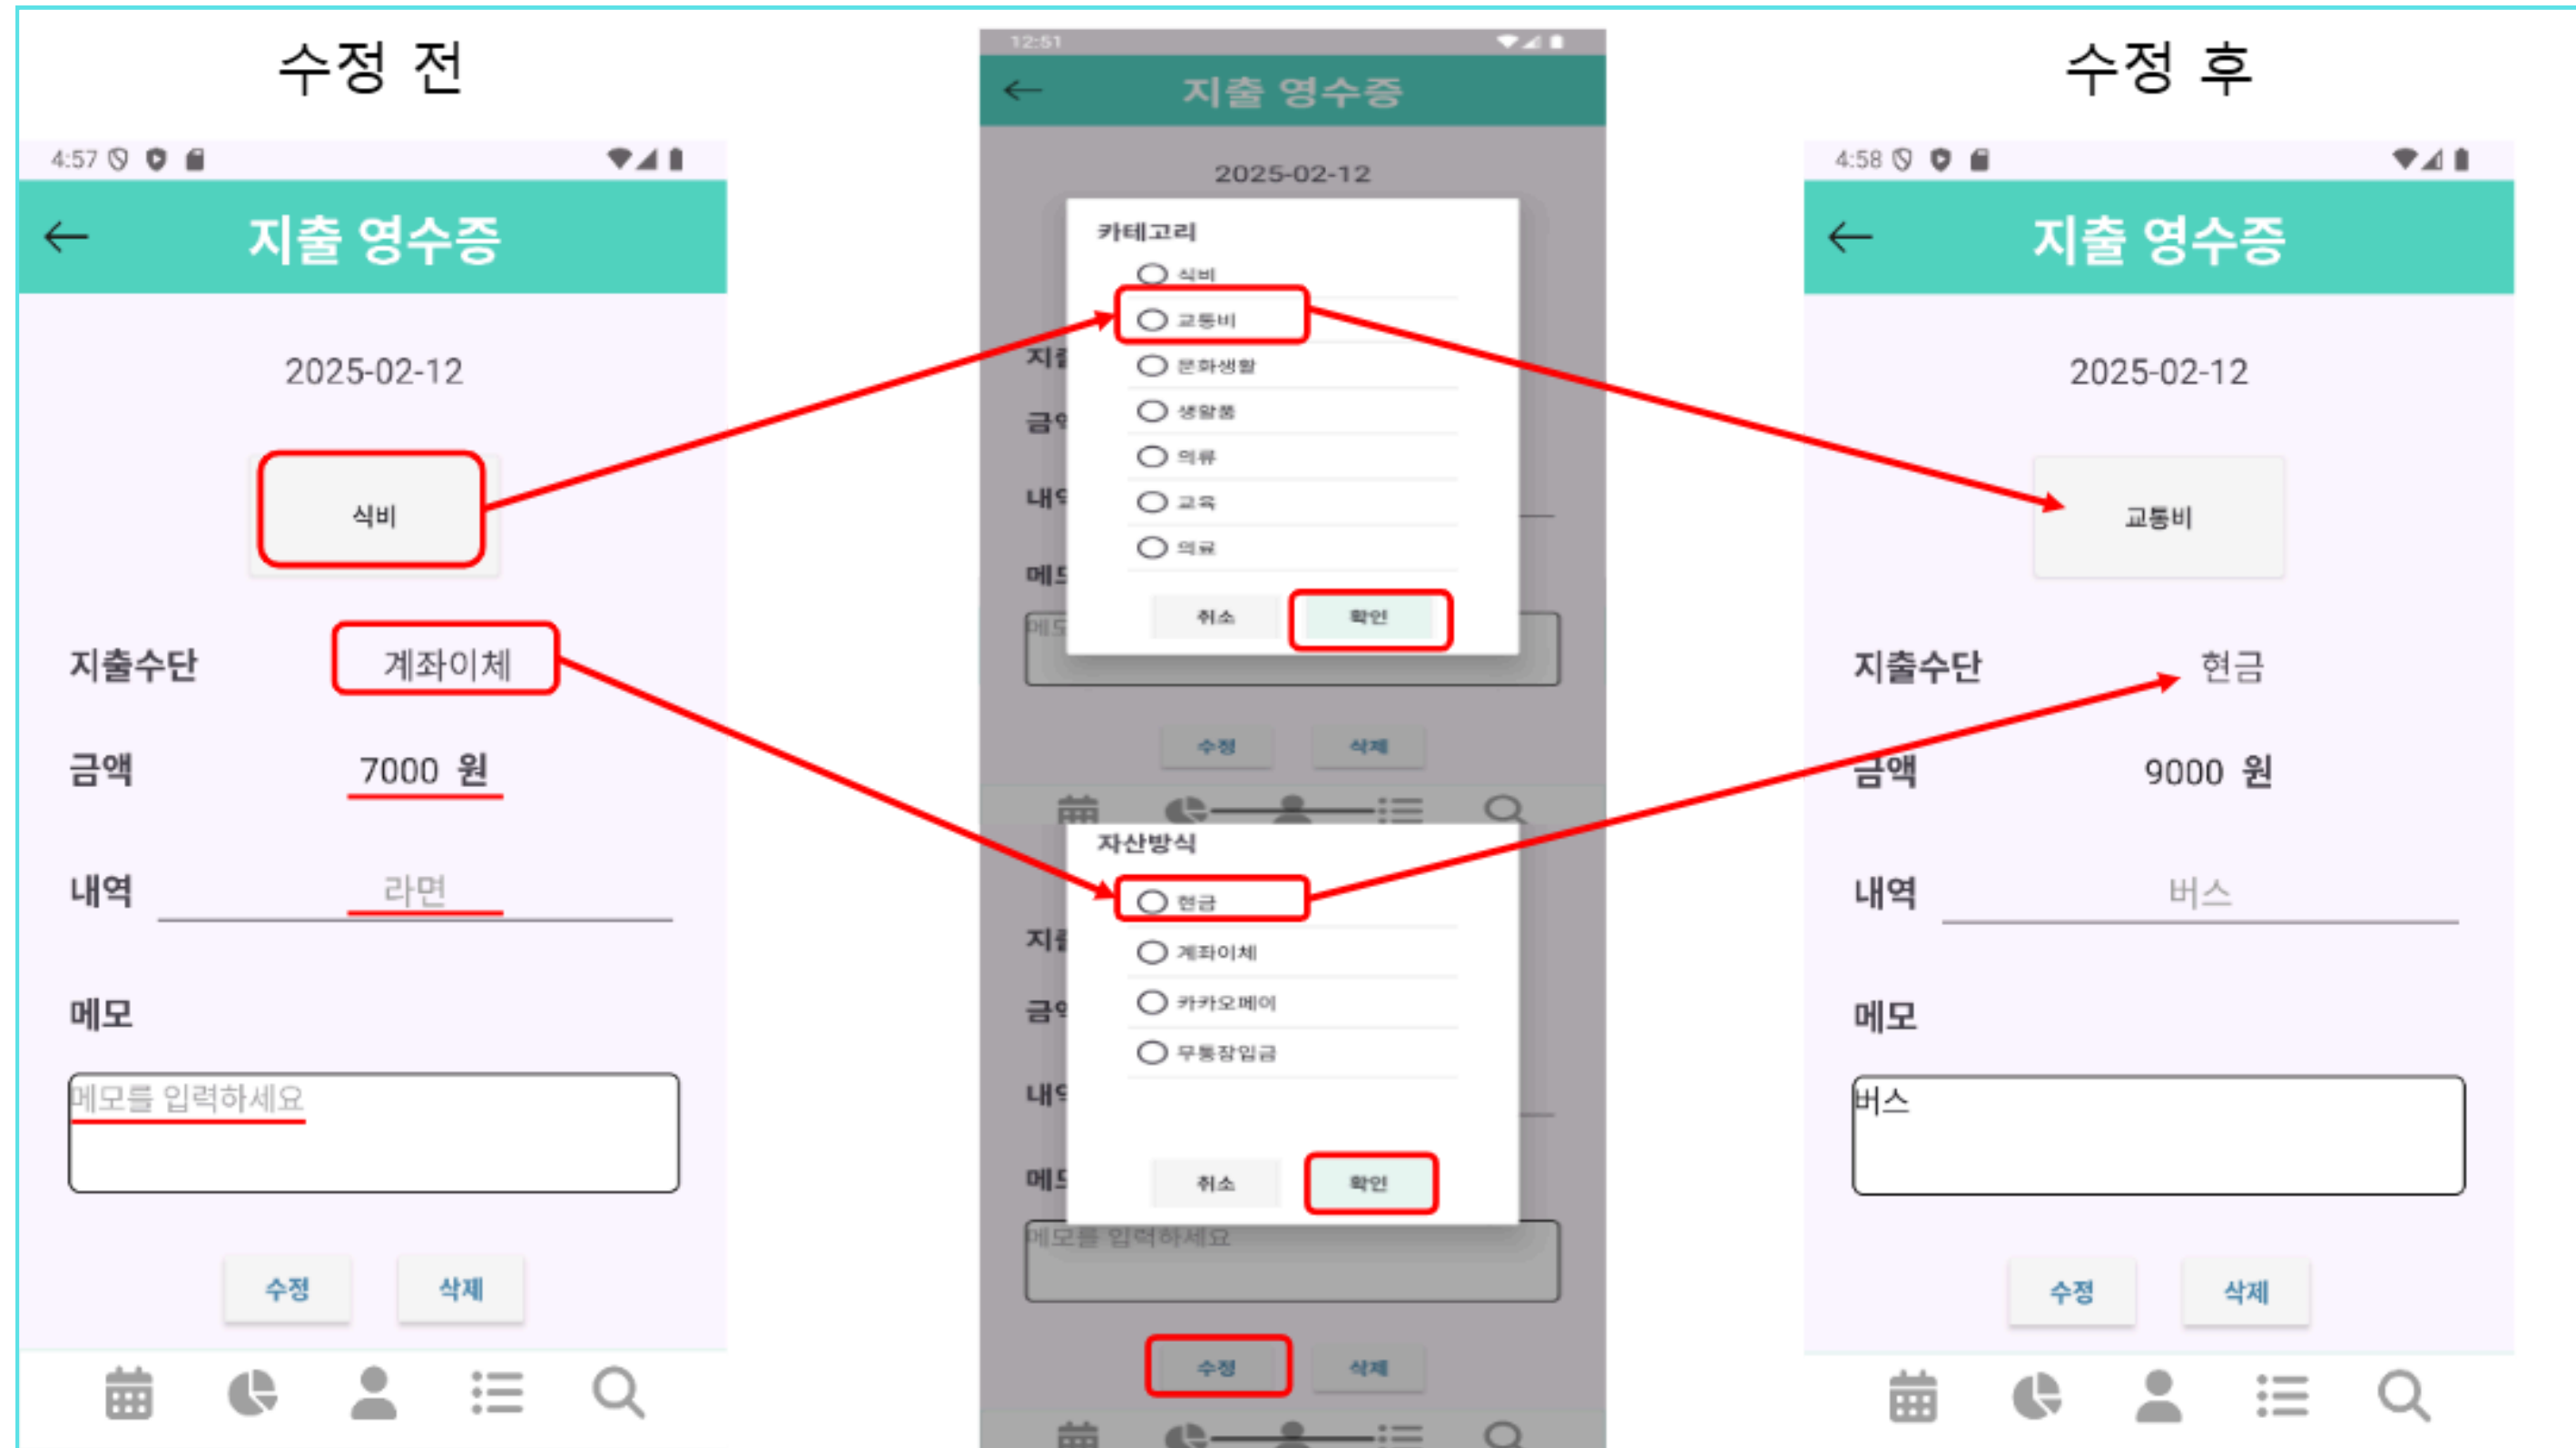 수정 전
4:57
지출 영수증
2025-02-12
식비
지출수단 계좌이체
금액 7000 원
내역 라면
메모
메모를 입력하세요
수정 삭제
12:51
지출 영수증
2025-02-12
카테고리
식비
교통비
문화생활
생활품
의류
교육
의료
취소 확인
수정 삭제
자산방식
현금
계좌이체
카카오페이
무통장입금
취소 확인
메모를 입력하세요
수정 삭제
수정 후
4:58
지출 영수증
2025-02-12
교통비
지출수단 현금
금액 9000 원
내역 버스
메모
버스
수정 삭제